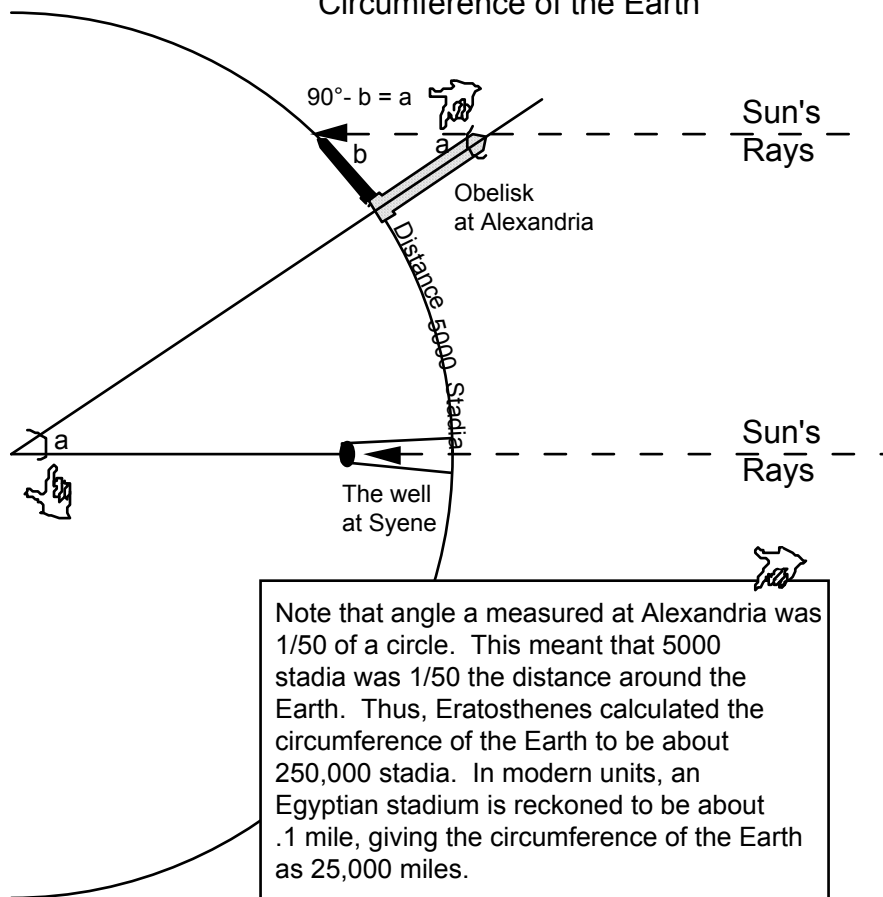 Circumference of the Earth
90°- b = a
Sun's
Rays
a
b
Obelisk
at Alexandria
Distance 5000 Stadia
a
Sun's
Rays
The well
at Syene
Note that angle a measured at Alexandria was
1/50 of a circle.  This meant that 5000
stadia was 1/50 the distance around the
Earth.  Thus, Eratosthenes calculated the
circumference of the Earth to be about
250,000 stadia.  In modern units, an
Egyptian stadium is reckoned to be about
.1 mile, giving the circumference of the Earth
as 25,000 miles.